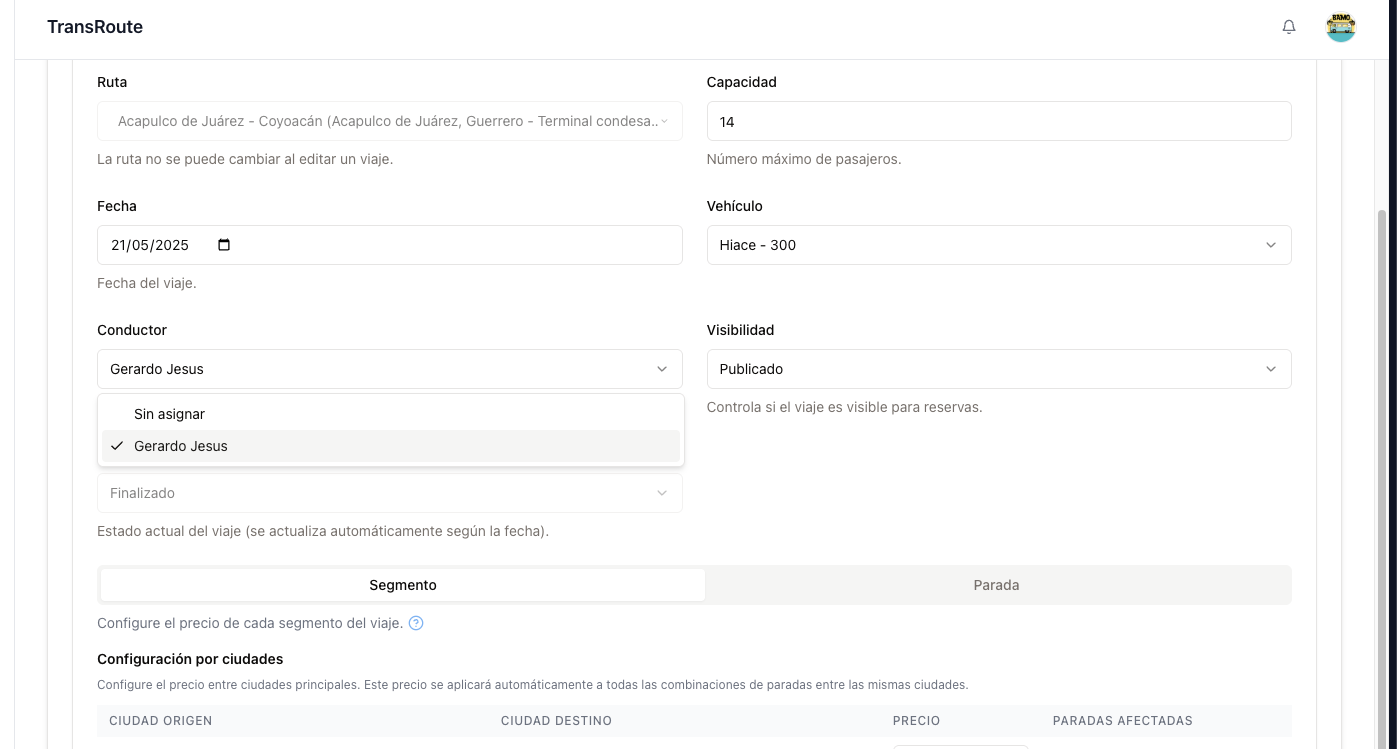 TransRoute
BAMO
Ruta
Capacidad
Acapulco de Juárez - Coyoacán (Acapulco de Juárez, Guerrero - Terminal condesa..
14
La ruta no se puede cambiar al editar un viaje.
Número máximo de pasajeros.
Fecha
Vehículo
21/05/2025
Hiace - 300
Fecha del viaje.
Conductor
Visibilidad
Gerardo Jesus
Publicado
Sin asignar
Controla si el viaje es visible para reservas.
Gerardo Jesus
Finalizado
Estado actual del viaje (se actualiza automáticamente según la fecha).
Segmento
Parada
Configure el precio de cada segmento del viaje. ?
Configuración por ciudades
Configure el precio entre ciudades principales. Este precio se aplicará automáticamente a todas las combinaciones de paradas entre las mismas ciudades.
CIUDAD ORIGEN CIUDAD DESTINO PRECIO PARADAS AFECTADAS